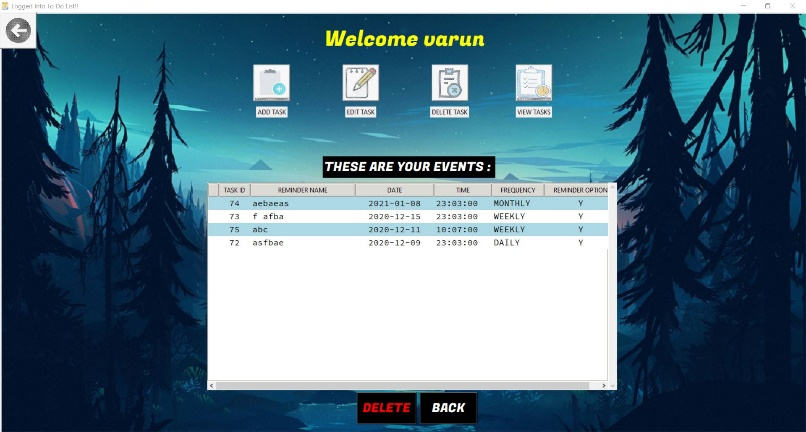 Logged Into To Do List!!
Welcome varun
ADD TASK EDIT TASK DELETE TASK VIEW TASKS
THESE ARE YOUR EVENTS :
TASK ID REMINDER NAME DATE TIME FREQUENCY REMINDER OPTION
74 aebaeas 2021-01-08 23:03:00 MONTHLY Y
73 f afba 2020-12-15 23:03:00 WEEKLY Y
75 abc 2020-12-11 10:07:00 WEEKLY Y
72 asfbae 2020-12-09 23:03:00 DAILY Y
DELETE BACK